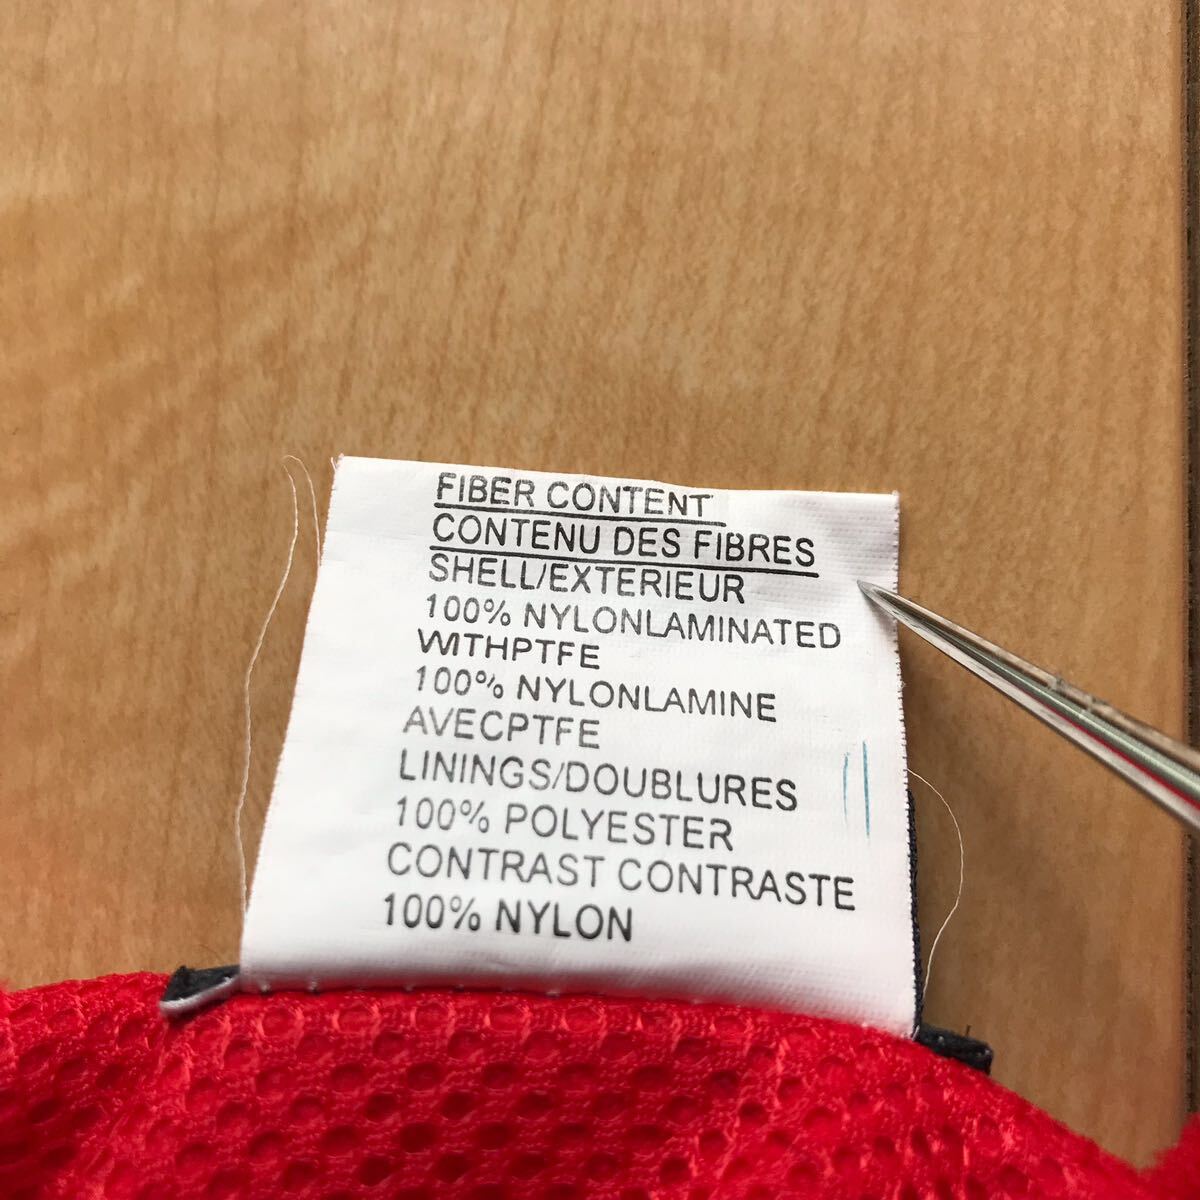 FIBER CONTENT
CONTENU DES FIBRES
SHELL/EXTERIEUR
100% NYLONLAMINATED
WITHPTFE
100% NYLONLAMINE
AVECPTFE
LININGS/DOUBLURES
100% POLYESTER
CONTRAST CONTRASTE
100% NYLON